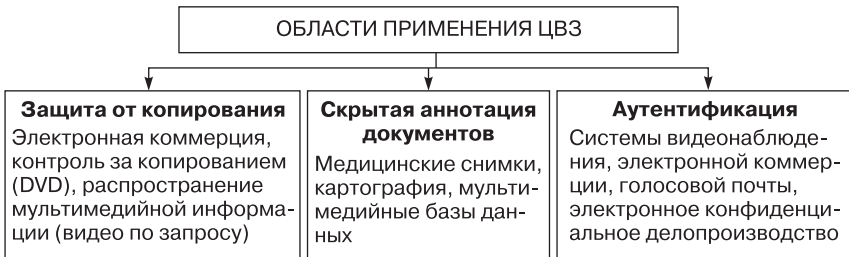 ОБЛАСТИ ПРИМЕНЕНИЯ ЦВЗ
Защита от копирования
Электронная коммерция,
контроль за копированием
(DVD), распространение
мультимедийной информа-
ции (видео по запросу)
Скрытая аннотация
документов
Медицинские снимки,
картография, мульти-
медийные базы дан-
ных
Аутентификация
Системы видеонаблюде-
ния, электронной коммер-
ции, голосовой почты,
электронное конфиденци-
альное делопроизводство